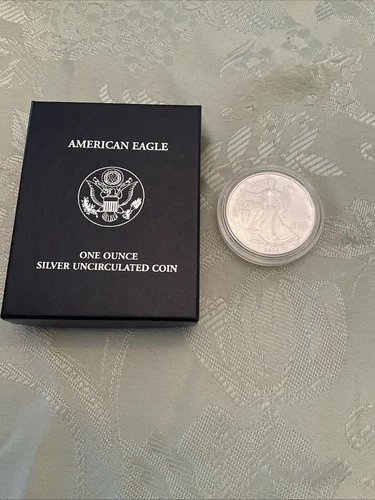 AMERICAN EAGLE
ONE OUNCE
SILVER UNCIRCULATED COIN